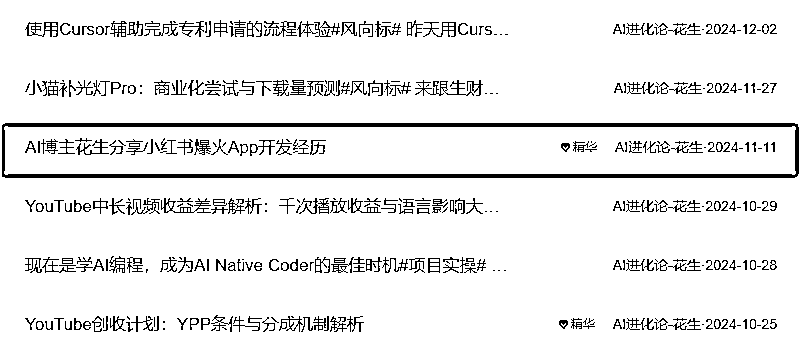 使用Cursor辅助完成专利申请的流程体验#风向标# 昨天用Curs... AI进化论-花生·2024-12-02
小猫补光灯Pro：商业化尝试与下载量预测#风向标# 来跟生财... AI进化论-花生·2024-11-27
AI博主花生分享小红书爆火App开发经历 精华 AI进化论-花生·2024-11-11
YouTube中长视频收益差异解析：千次播放收益与语言影响大... AI进化论-花生·2024-10-29
现在是学AI编程，成为AI Native Coder的最佳时机#项目实操# ... AI进化论-花生·2024-10-28
YouTube创收计划：YPP条件与分成机制解析 精华 AI进化论-花生·2024-10-25